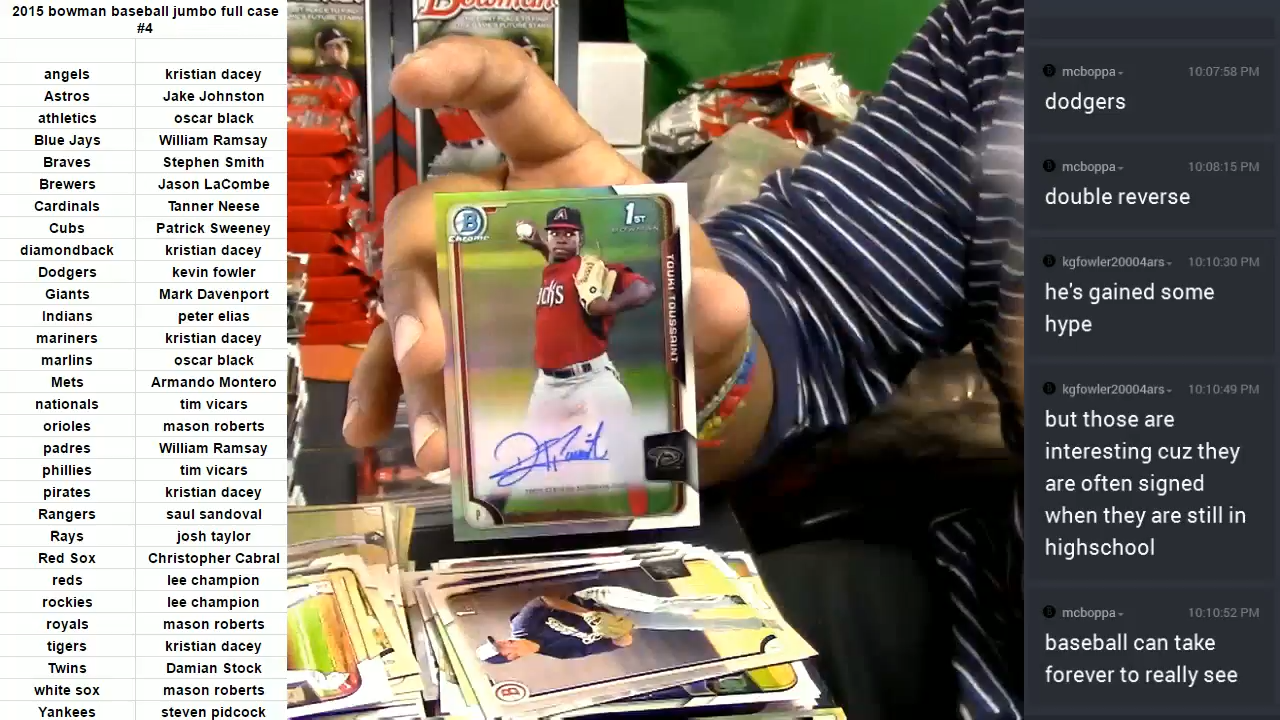 2015 bowman baseball jumbo full case
#4
angels kristian dacey
Astros Jake Johnston
athletics oscar black
Blue Jays William Ramsay
Braves Stephen Smith
Brewers Jason LaCombe
Cardinals Tanner Neese
Cubs Patrick Sweeney
diamondback kristian dacey
Dodgers kevin fowler
Giants Mark Davenport
Indians peter elias
mariners kristian dacey
marlins oscar black
Mets Armando Montero
nationals tim vicars
orioles mason roberts
padres William Ramsay
phillies tim vicars
pirates kristian dacey
Rangers saul sandoval
Rays josh taylor
Red Sox Christopher Cabral
reds lee champion
rockies lee champion
royals mason roberts
tigers kristian dacey
Twins Damian Stock
white sox mason roberts
Yankees steven pidcock
Bowman
B
Chrome
1ST
BOWMAN
TOUKI TOUSSAINT
P
B
mcboppa 10:07:58 PM
dodgers
mcboppa 10:08:15 PM
double reverse
kgfowler20004ars 10:10:30 PM
he's gained some
hype
kgfowler20004ars 10:10:49 PM
but those are
interesting cuz they
are often signed
when they are still in
highschool
mcboppa 10:10:52 PM
baseball can take
forever to really see